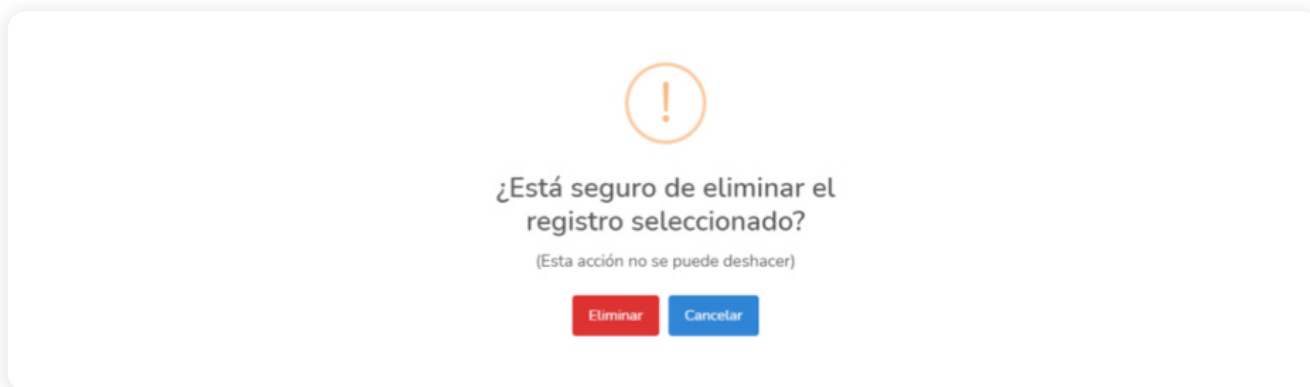 ¿Está seguro de eliminar el
registro seleccionado?
(Esta acción no se puede deshacer)
Eliminar Cancelar